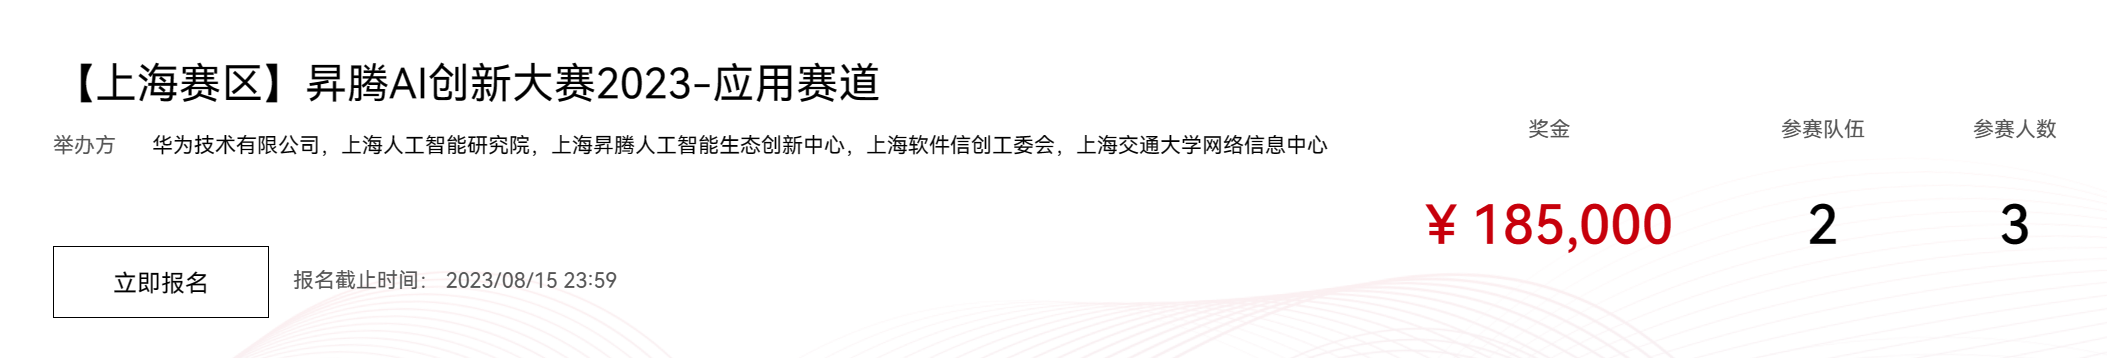 【上海赛区】昇腾AI创新大赛2023-应用赛道
举办方 华为技术有限公司，上海人工智能研究院，上海昇腾人工智能生态创新中心，上海软件信创工委会，上海交通大学网络信息中心
奖金 参赛队伍 参赛人数
¥ 185,000 2 3
立即报名 报名截止时间： 2023/08/15 23:59